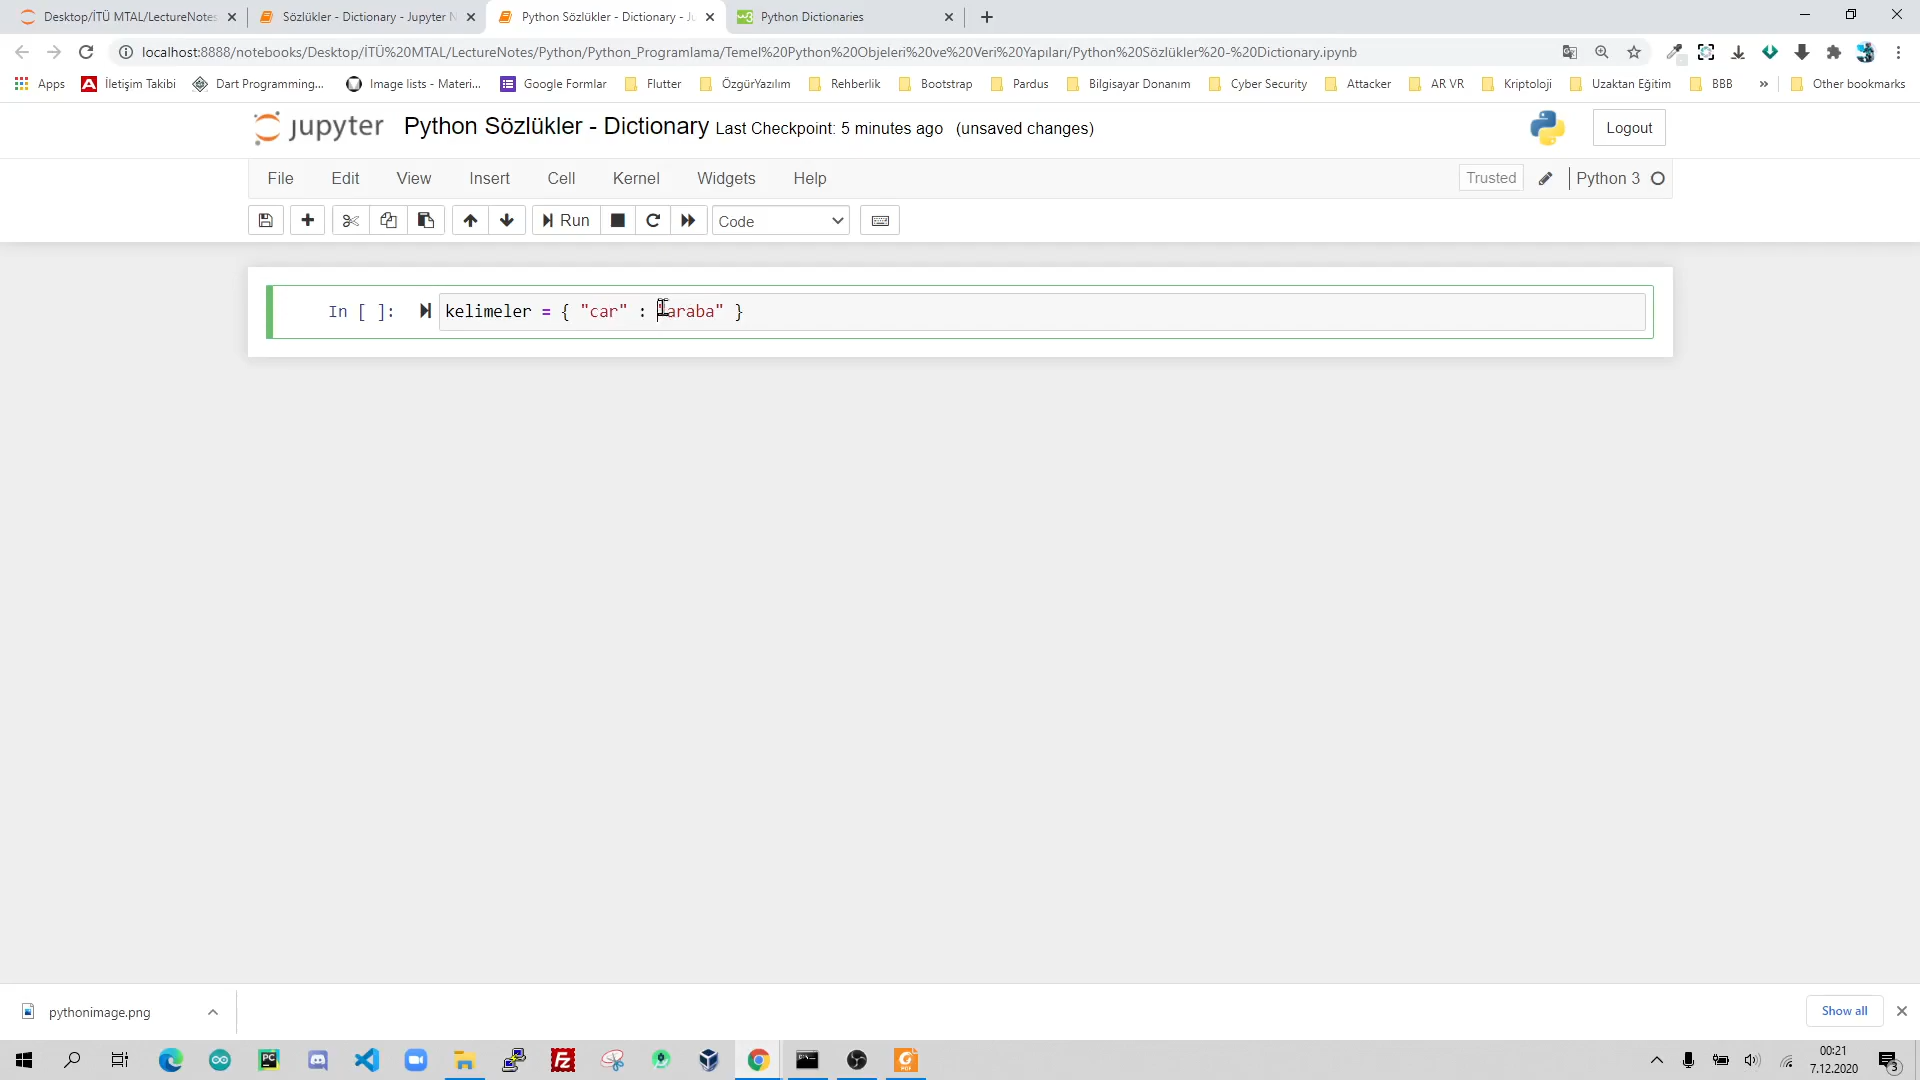 Desktop/İTÜ MTAL/LectureNotes
Sözlükler - Dictionary - Jupyter N
Python Sözlükler - Dictionary - Ju
Python Dictionaries
localhost:8888/notebooks/Desktop/İTÜ%20MTAL/LectureNotes/Python/Python_Programlama/Temel%20Python%20Objeleri%20ve%20Veri%20Yapıları/Python%20Sözlükler%20-%20Dictionary.ipynb
Apps
İletişim Takibi
Dart Programming...
Image lists - Materi...
Google Formlar
Flutter
ÖzgürYazılım
Rehberlik
Bootstrap
Pardus
Bilgisayar Donanım
Cyber Security
Attacker
AR VR
Kriptoloji
Uzaktan Eğitim
BBB
»
Other bookmarks
jupyter
Python Sözlükler - Dictionary
Last Checkpoint: 5 minutes ago (unsaved changes)
Logout
File
Edit
View
Insert
Cell
Kernel
Widgets
Help
Trusted
Python 3
Run
Code
In [ ]:
kelimeler = { "car" : "araba" }
pythonimage.png
Show all
00:21
7.12.2020
3